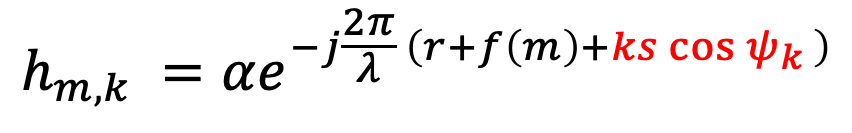 h_{m,k} = αe^{-j\frac{2π}{λ}(r+f(m)+ks cos ψ_k)}